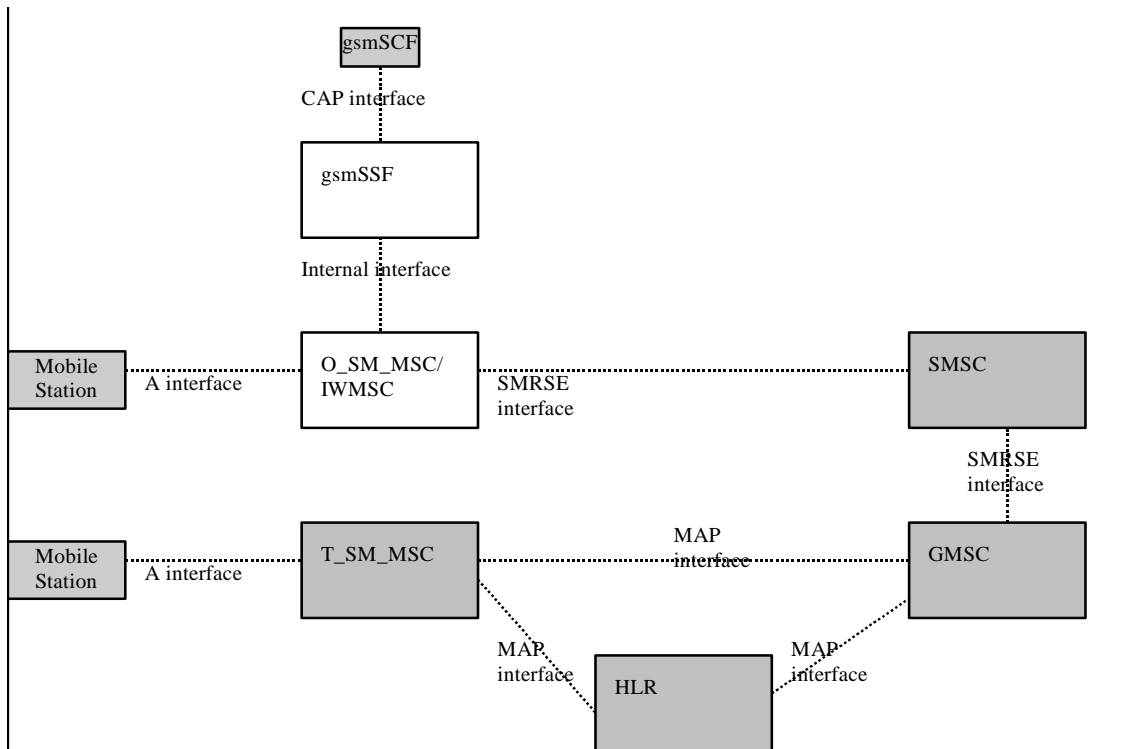 gsmSCF
CAP interface
gsmSSF
Internal interface
Mobile
Station
A interface
O_SM_MSC/
IWMSC
SMRSE
interface
SMSC
SMRSE
interface
Mobile
Station
A interface
T_SM_MSC
MAP
interface
GMSC
MAP
interface
HLR
MAP
interface